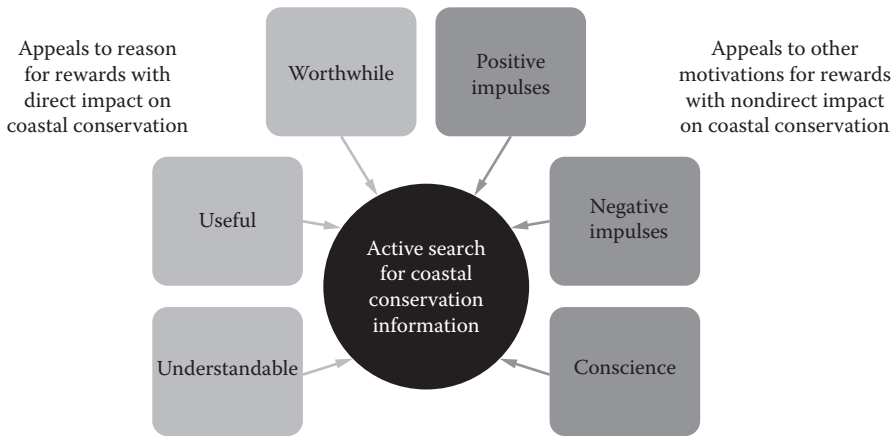 Appeals to reason
for rewards with
direct impact on
coastal conservation
Worthwhile
Positive
impulses
Appeals to other
motivations for rewards
with nondirect impact
on coastal conservation
Useful
Negative
impulses
Active search
for coastal
conservation
information
Understandable
Conscience